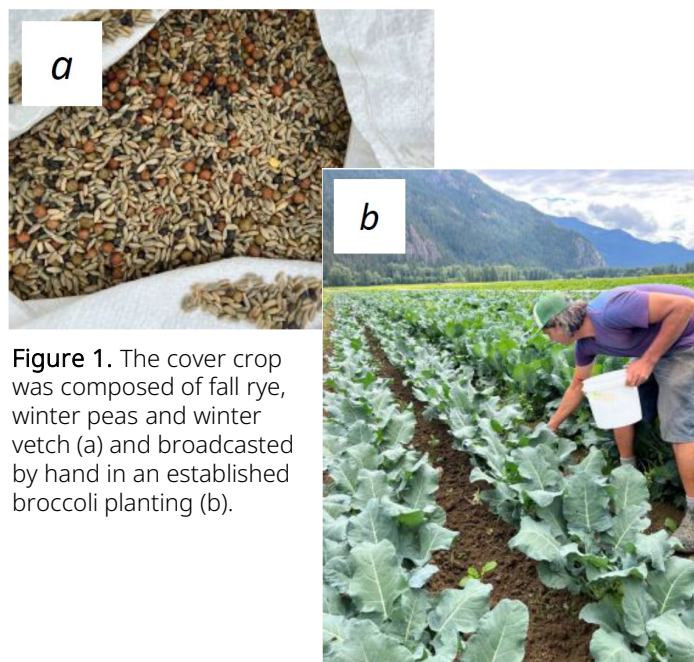 a
b
Figure 1. The cover crop
was composed of fall rye,
winter peas and winter
vetch (a) and broadcasted
by hand in an established
broccoli planting (b).